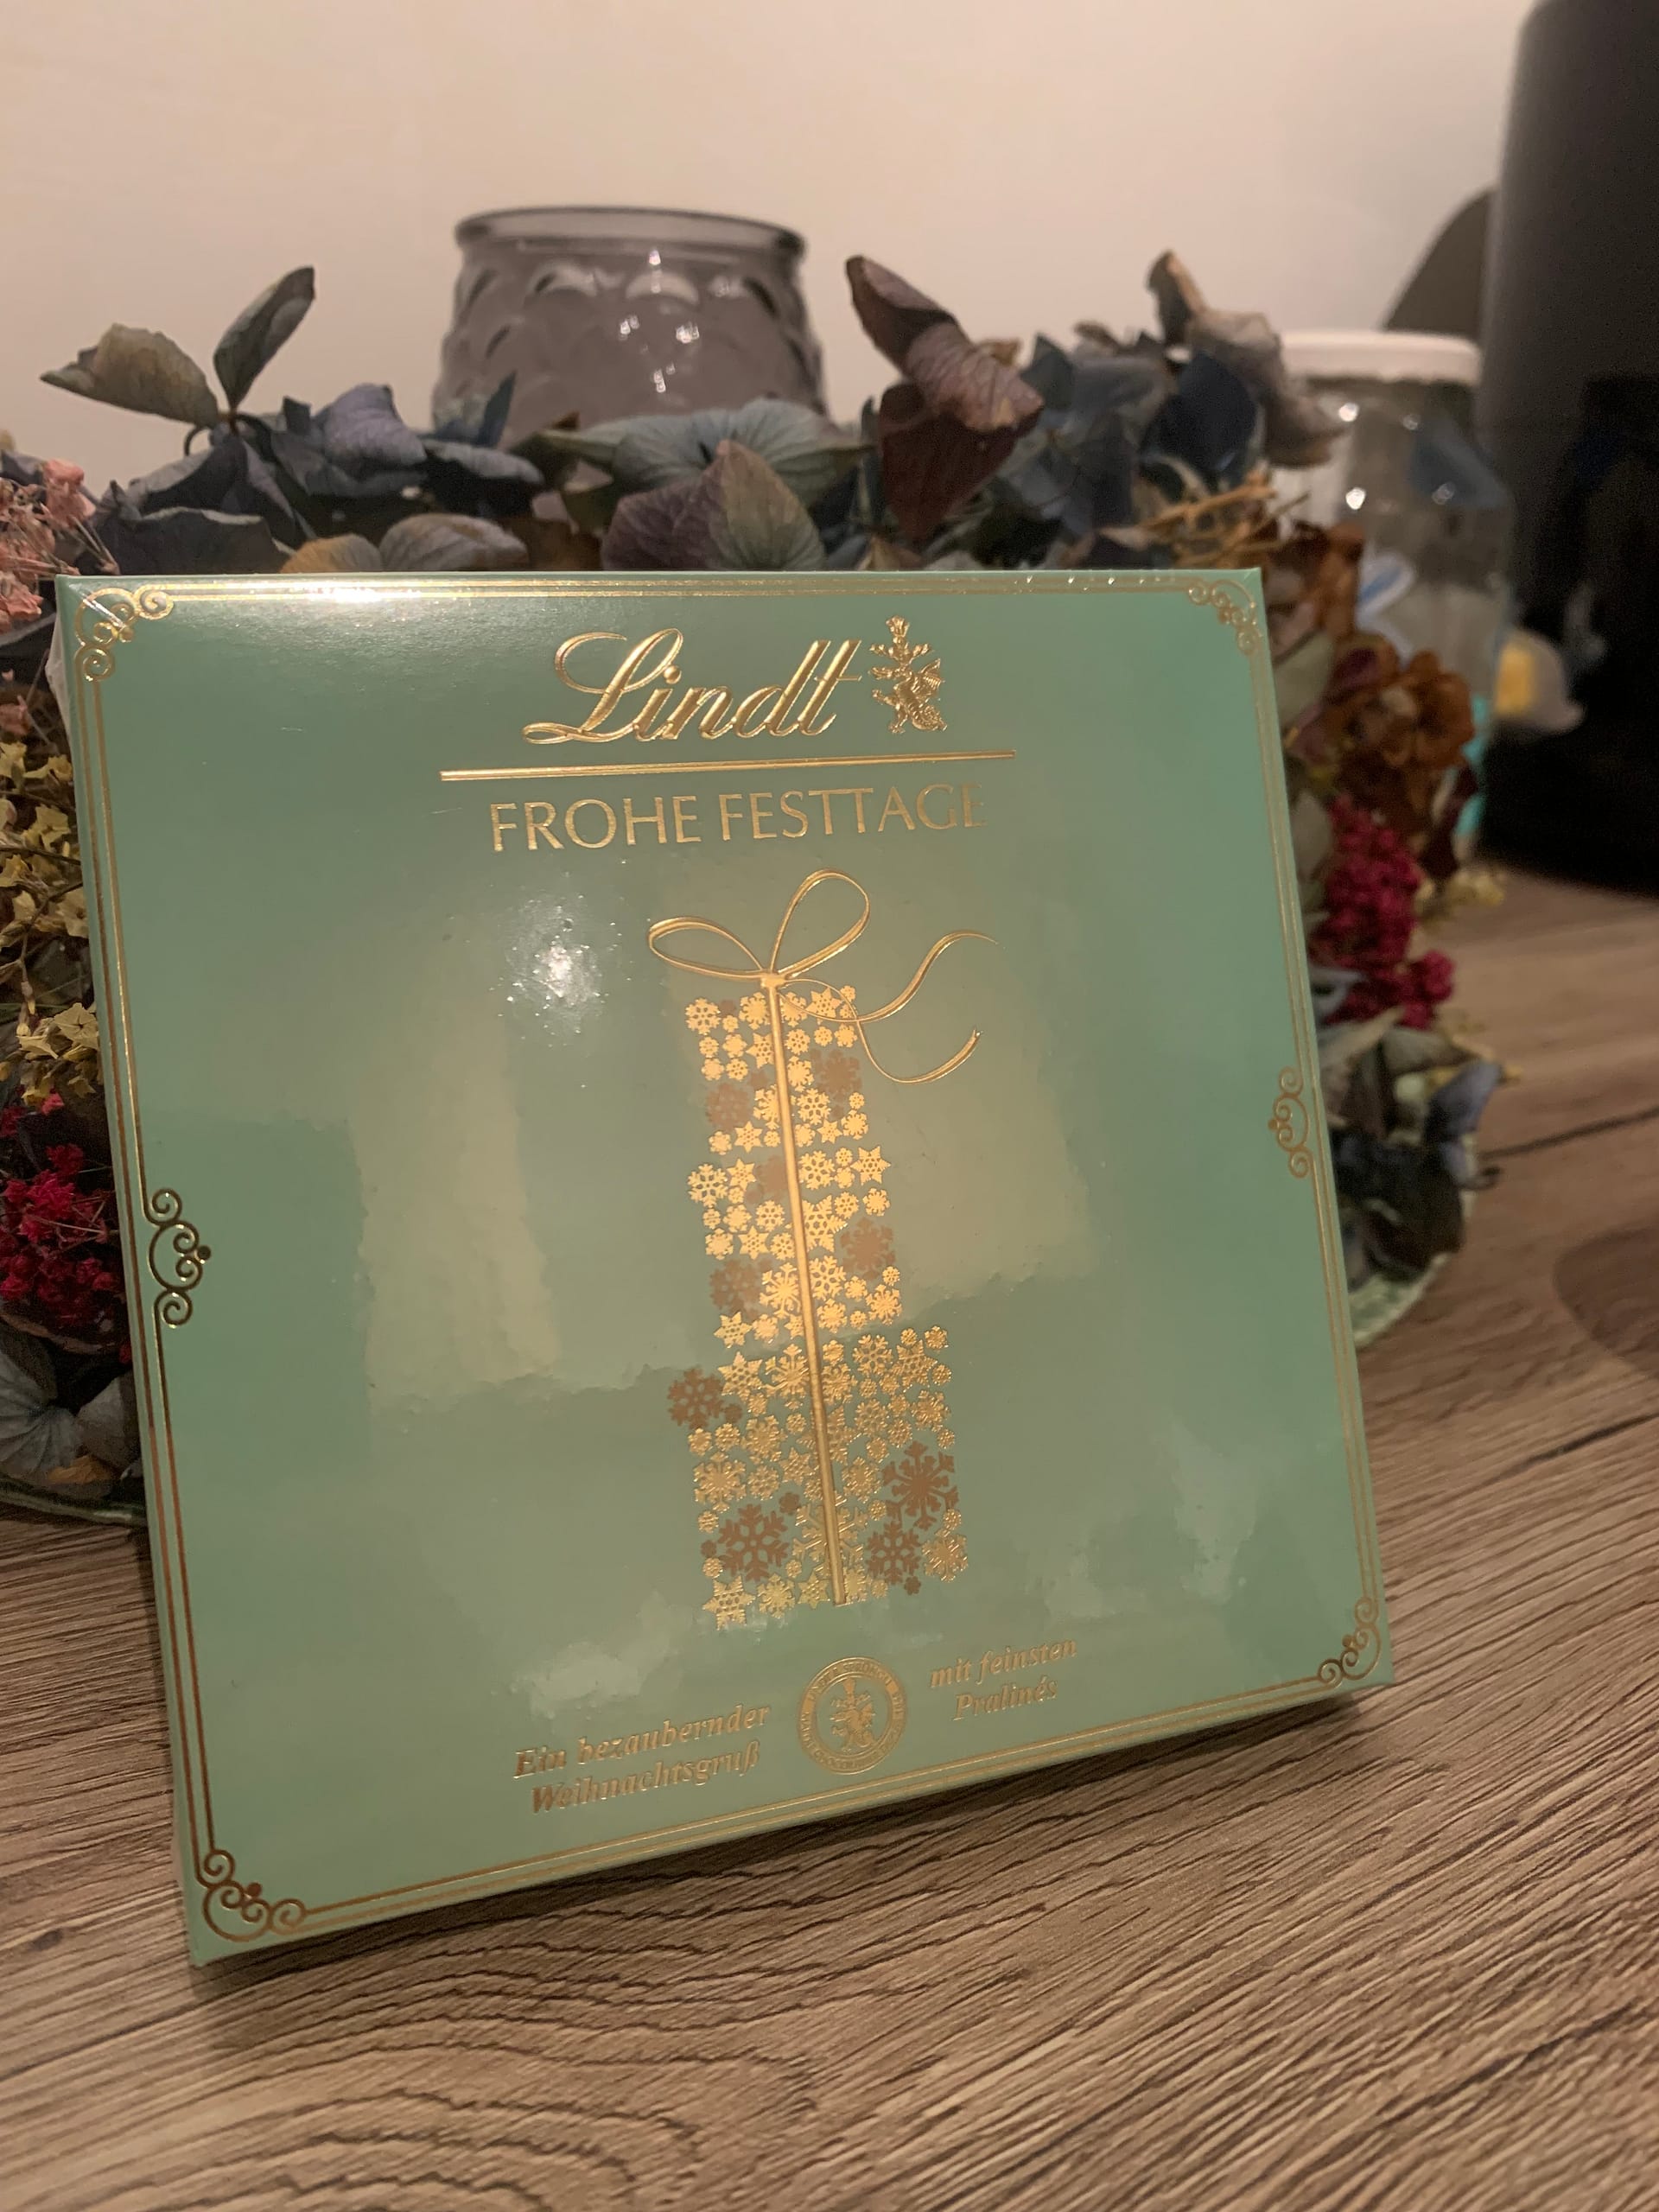 Lindt
FROHE FESTTAGE
Ein bezaubernder
Weihnachtsgruß
mit feinsten
Pralinés